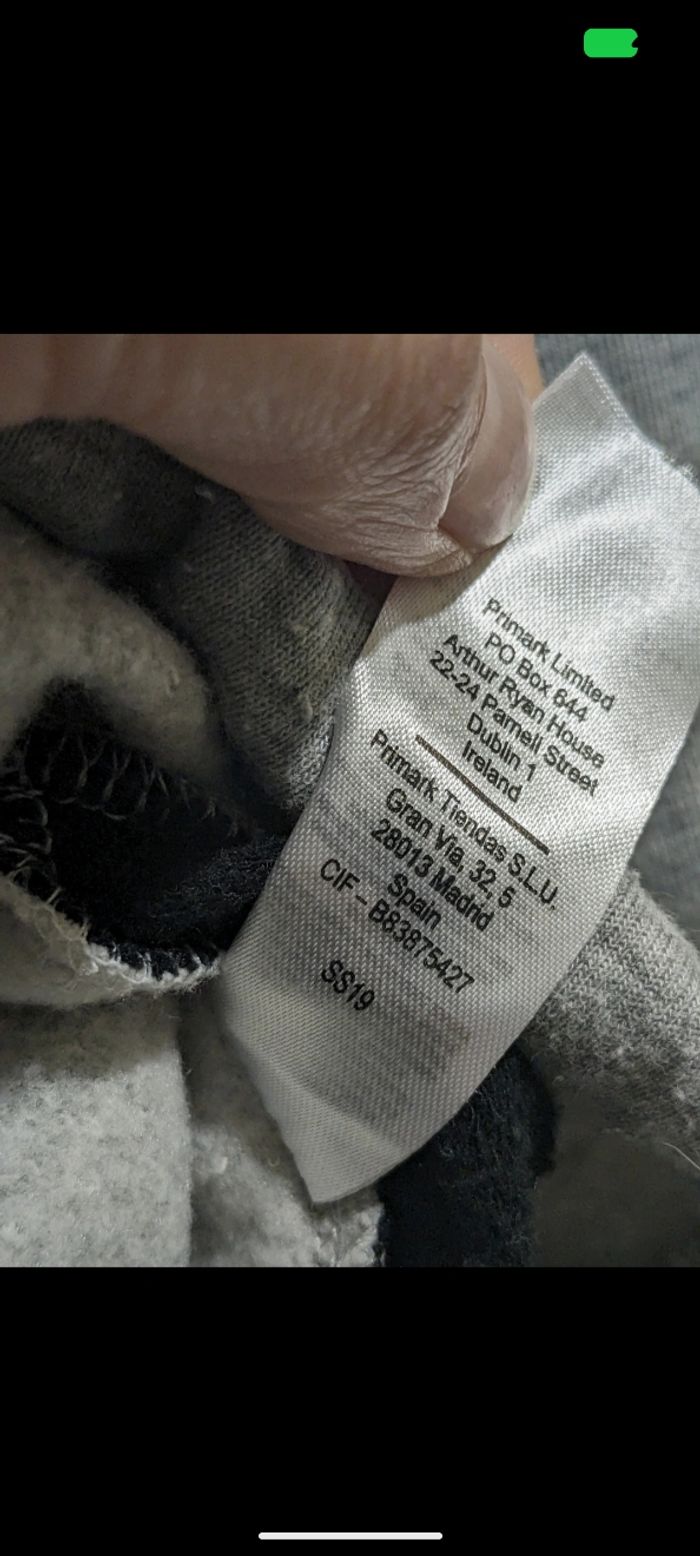 Primark Limited
PO Box 644
Arthur Ryan House
22-24 Parnell Street
Dublin 1
Ireland
Primark Tiendas S.L.U.
Gran Via, 32, 5
28013 Madrid
Spain
CIF – B83875427
SS19